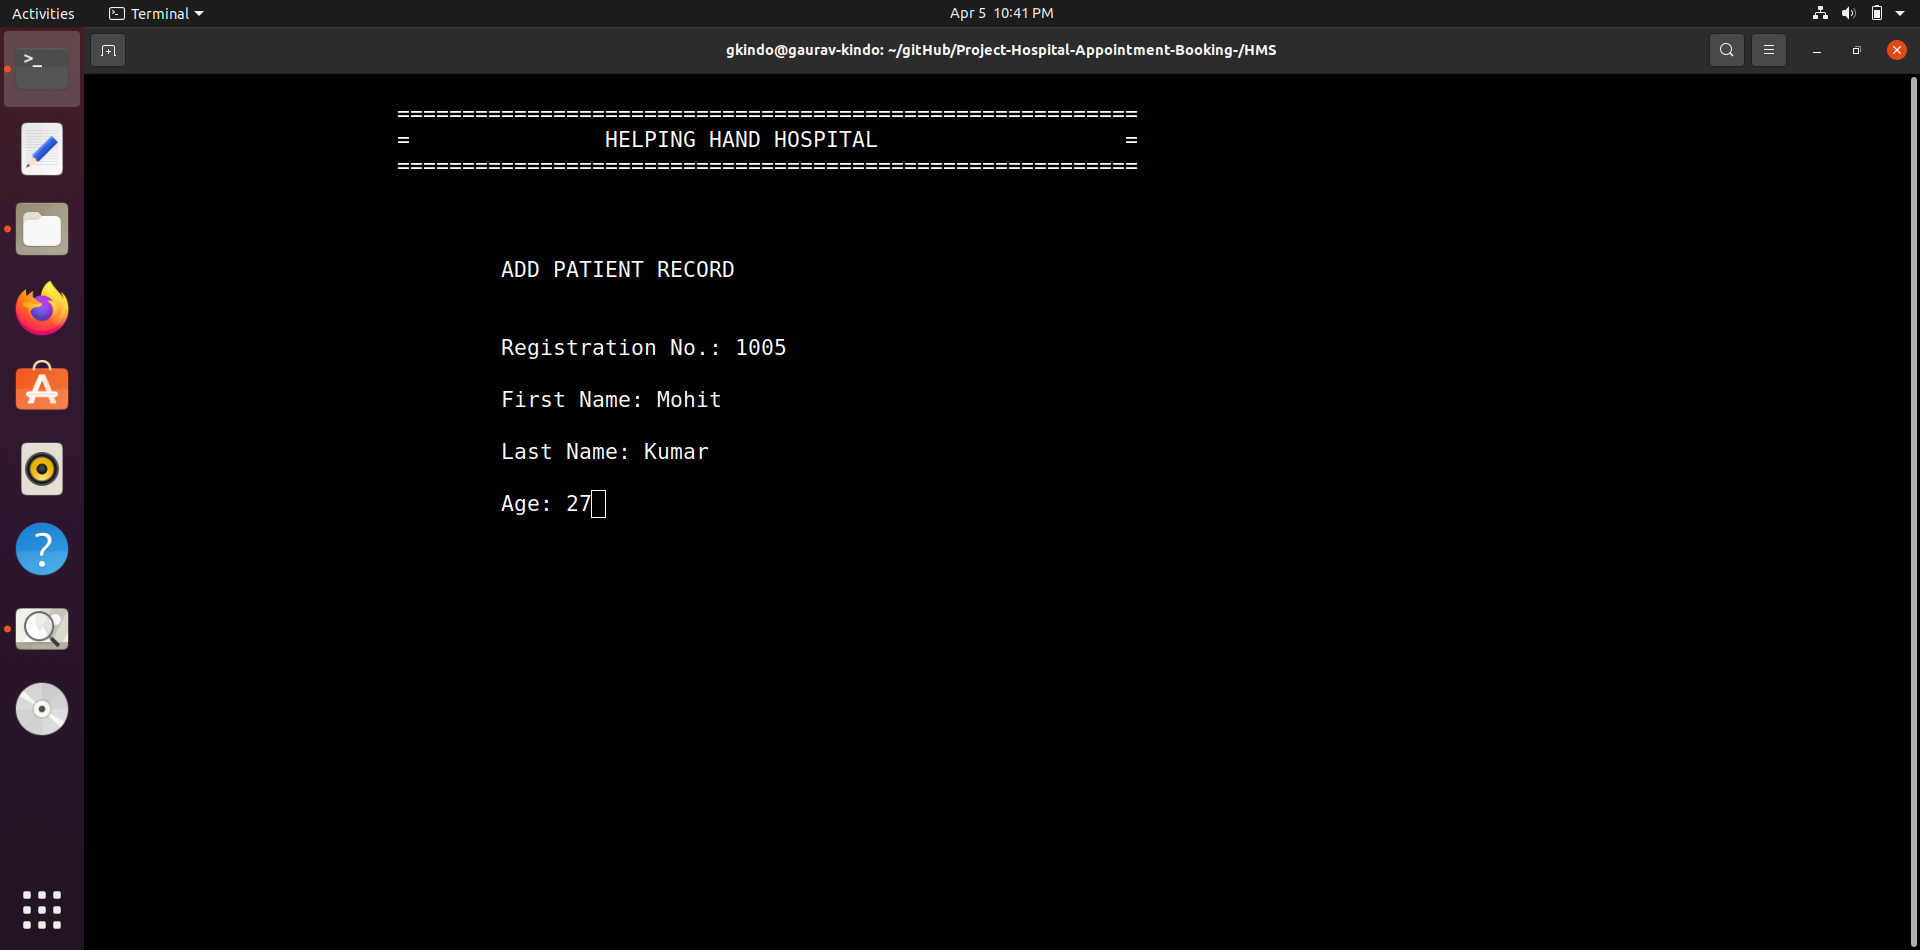 Activities Terminal Apr 5 10:41 PM
gkindo@gaurav-kindo: ~/gitHub/Project-Hospital-Appointment-Booking-/HMS
=========================================================
= HELPING HAND HOSPITAL =
=========================================================
ADD PATIENT RECORD
Registration No.: 1005
First Name: Mohit
Last Name: Kumar
Age: 27